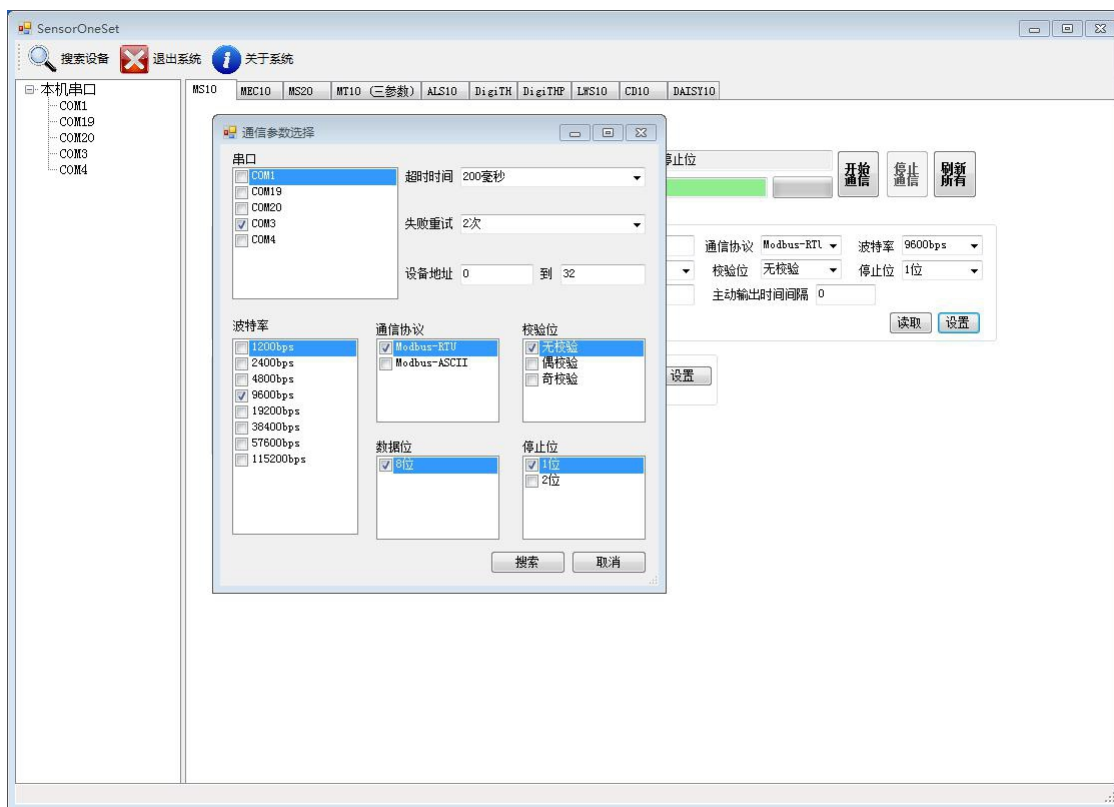 SensorOneSet
搜索设备 退出系统 关于系统
本机串口
COM1
COM19
COM20
COM3
COM4
MS10 MEC10 MS20 MT10 (三参数) ALS10 DigiTH DigiTHP LWS10 CD10 DAISY10
通信参数选择
串口
COM1
COM19
COM20
COM3
COM4
超时时间 200毫秒
失败重试 2次
设备地址 0 到 32
波特率
1200bps
2400bps
4800bps
9600bps
19200bps
38400bps
57600bps
115200bps
通信协议
Modbus-RTU
Modbus-ASCII
校验位
无校验
偶校验
奇校验
数据位
8位
停止位
1位
2位
搜索 取消
停止位
开始通信
停止通信
刷新所有
通信协议 Modbus-RTU 波特率 9600bps
校验位 无校验 停止位 1位
主动输出时间间隔 0
读取 设置
设置